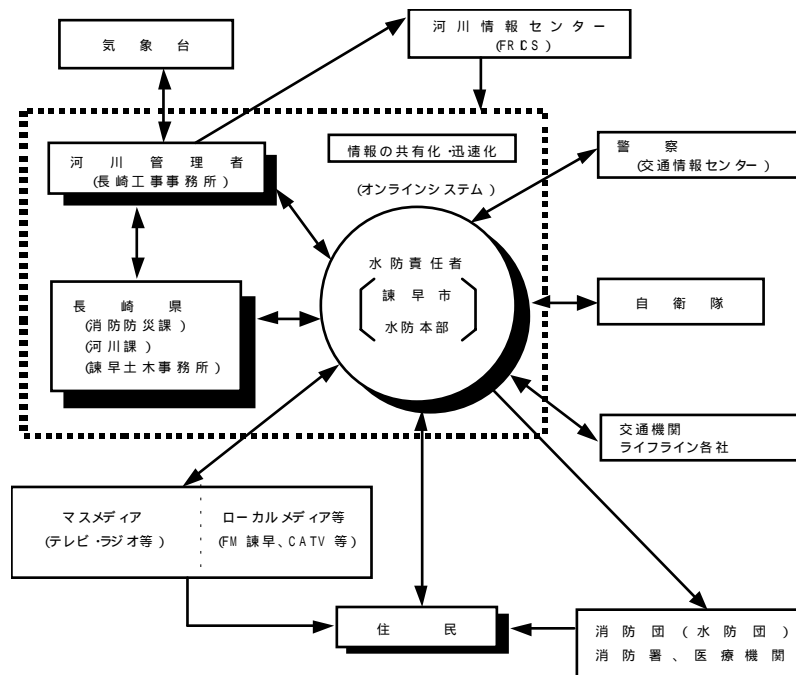 気象台
河川情報センター
(FRICS)
河川管理者
(長崎工事事務所)
情報の共有化・迅速化
(オンラインシステム)
警察
(交通情報センター)
水防責任者
諫早市
水防本部
長崎県
(消防防災課)
(河川課)
(諫早土木事務所)
自衛隊
交通機関
ライフライン各社
マスメディア
(テレビ・ラジオ等)
ローカルメディア等
(FM諫早、CATV等)
住民
消防団(水防団)
消防署、医療機関